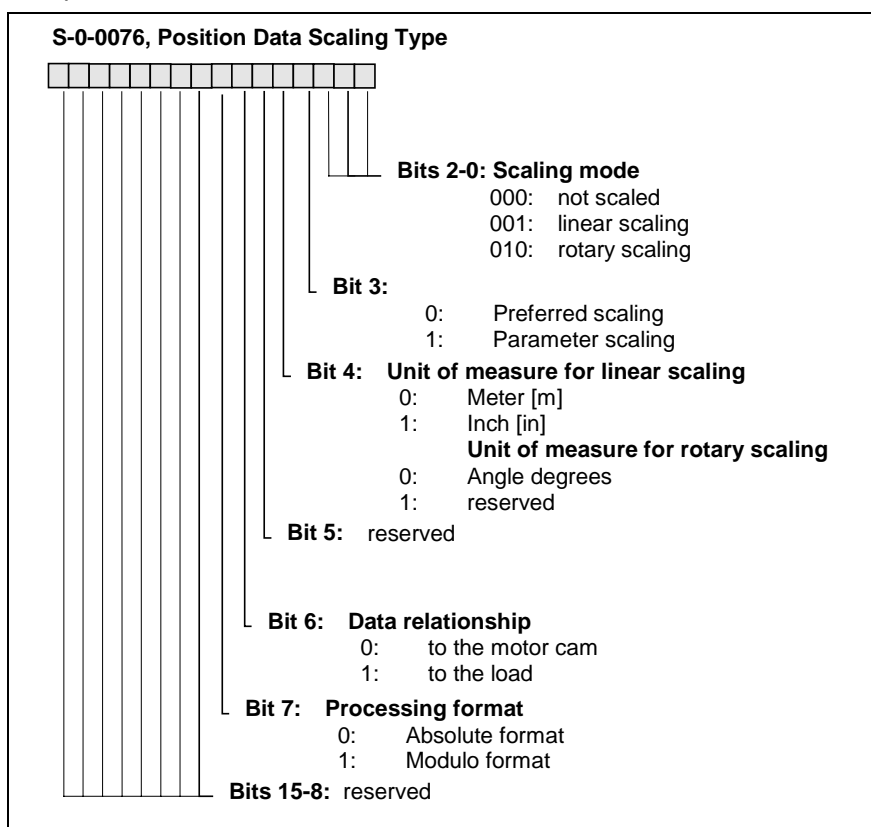 S-0-0076, Position Data Scaling Type
Bits 2-0: Scaling mode
000: not scaled
001: linear scaling
010: rotary scaling
Bit 3:
0: Preferred scaling
1: Parameter scaling
Bit 4: Unit of measure for linear scaling
0: Meter [m]
1: Inch [in]
Unit of measure for rotary scaling
0: Angle degrees
1: reserved
Bit 5: reserved
Bit 6: Data relationship
0: to the motor cam
1: to the load
Bit 7: Processing format
0: Absolute format
1: Modulo format
Bits 15-8: reserved